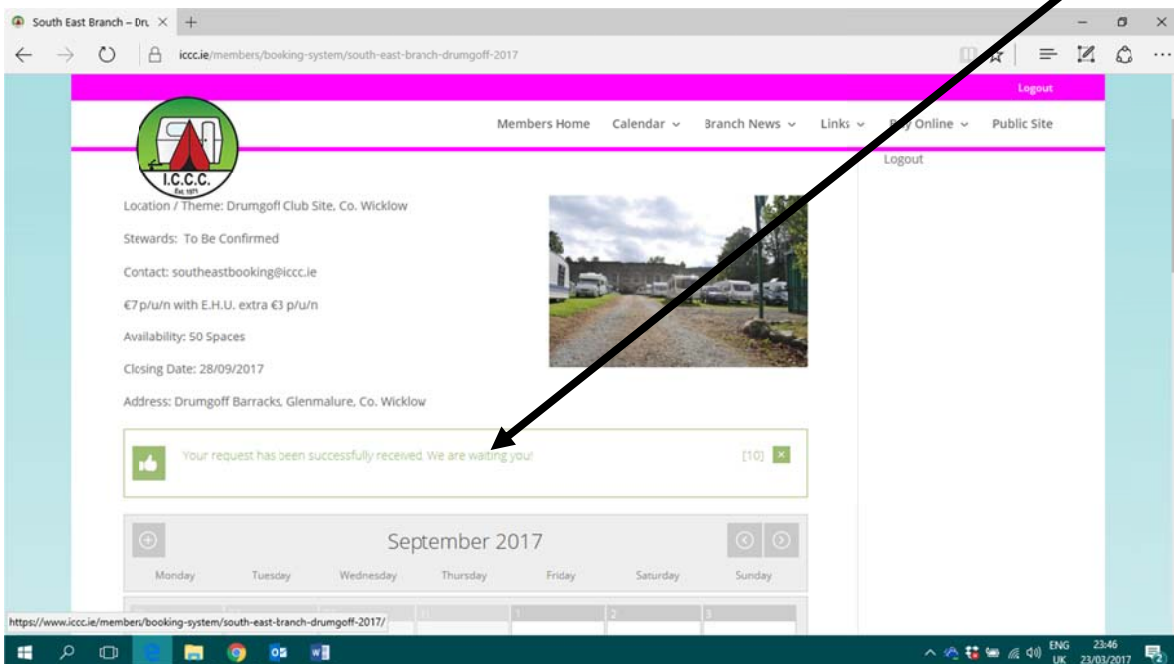 South East Branch – Dru
iccc.ie/members/booking-system/south-east-branch-drumgoff-2017
Logout
Members Home Calendar Branch News Links Buy Online Public Site
Logout
I.C.C.C.
Est. 1971
Location / Theme: Drumgoff Club Site, Co. Wicklow
Stewards: To Be Confirmed
Contact: southeastbooking@iccc.ie
€7p/u/n with E.H.U. extra €3 p/u/n
Availability: 50 Spaces
Closing Date: 28/09/2017
Address: Drumgoff Barracks, Glenmalure, Co. Wicklow
Your request has been successfully received. We are waiting you! [10]
September 2017
Monday Tuesday Wednesday Thursday Friday Saturday Sunday
31 1 2 3
https://www.iccc.ie/members/booking-system/south-east-branch-drumgoff-2017/
ENG 23:46
UK 23/03/2017